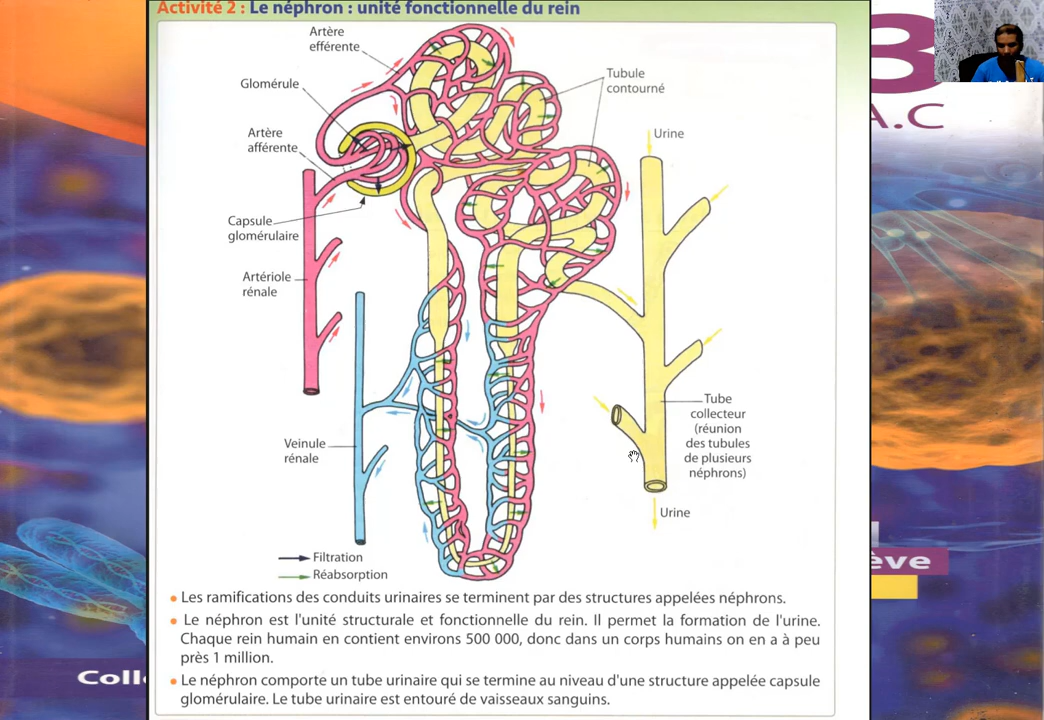 Activité 2 : Le néphron : unité fonctionnelle du rein
Artère
efférente
Glomérule
Artère
afférente
Capsule
glomérulaire
Artériole
rénale
Veinule
rénale
Tubule
contourné
Urine
Tube
collecteur
(réunion
des tubules
de plusieurs
néphrons)
Urine
Filtration
Réabsorption
• Les ramifications des conduits urinaires se terminent par des structures appelées néphrons.
• Le néphron est l'unité structurale et fonctionnelle du rein. Il permet la formation de l'urine.
Chaque rein humain en contient environs 500 000, donc dans un corps humains on en a à peu
près 1 million.
• Le néphron comporte un tube urinaire qui se termine au niveau d'une structure appelée capsule
glomérulaire. Le tube urinaire est entouré de vaisseaux sanguins.
3
A.C
ève
Coll